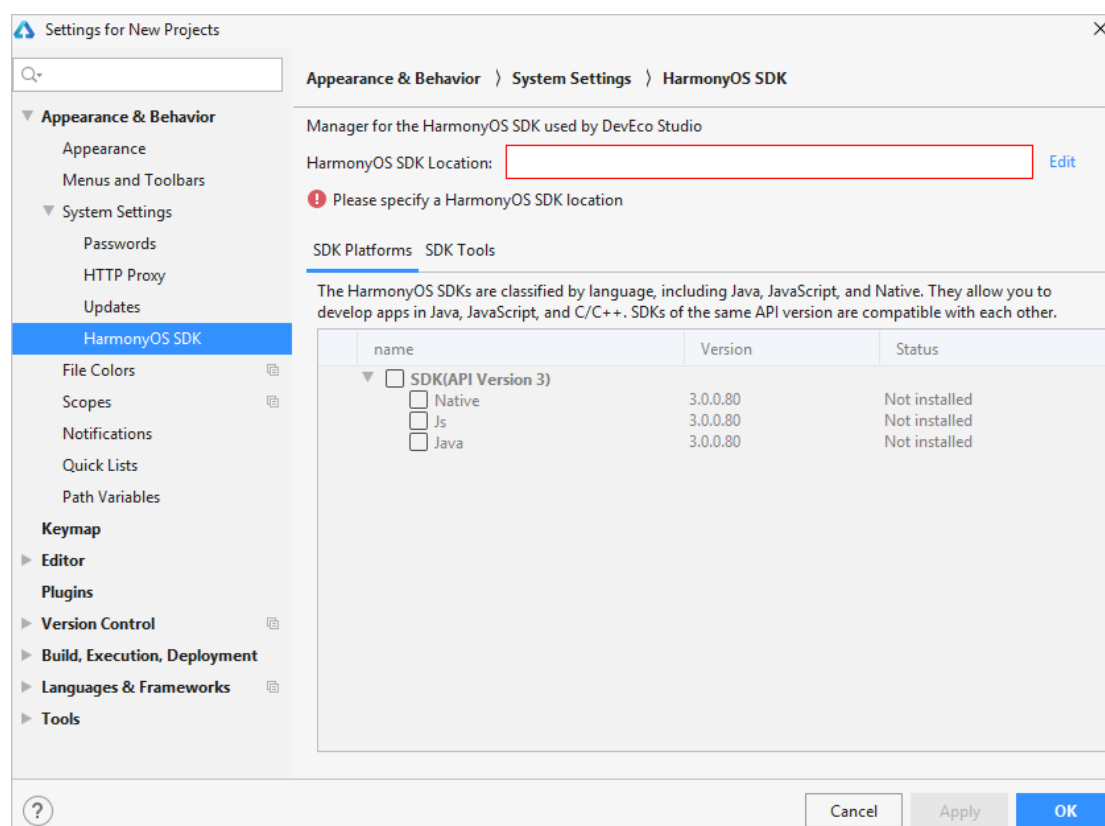 Settings for New Projects
Appearance & Behavior
Appearance
Menus and Toolbars
System Settings
Passwords
HTTP Proxy
Updates
HarmonyOS SDK
File Colors
Scopes
Notifications
Quick Lists
Path Variables
Keymap
Editor
Plugins
Version Control
Build, Execution, Deployment
Languages & Frameworks
Tools
Appearance & Behavior 〉 System Settings 〉 HarmonyOS SDK
Manager for the HarmonyOS SDK used by DevEco Studio
HarmonyOS SDK Location: Edit
Please specify a HarmonyOS SDK location
SDK Platforms SDK Tools
The HarmonyOS SDKs are classified by language, including Java, JavaScript, and Native. They allow you to
develop apps in Java, JavaScript, and C/C++. SDKs of the same API version are compatible with each other.
name Version Status
SDK(API Version 3)
Native 3.0.0.80 Not installed
Js 3.0.0.80 Not installed
Java 3.0.0.80 Not installed
? Cancel Apply OK